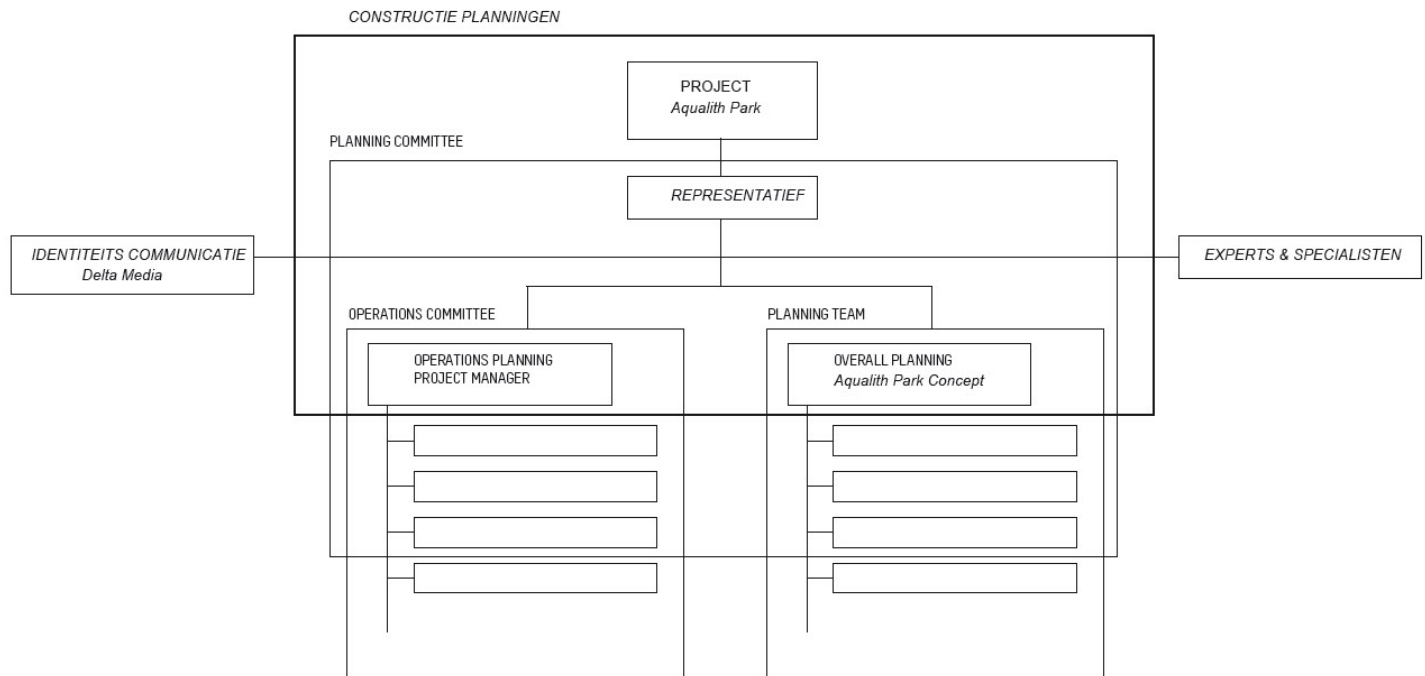 CONSTRUCTIE PLANNINGEN
PROJECT
Aqualith Park
PLANNING COMMITTEE
REPRESENTATIEF
IDENTITEITS COMMUNICATIE
Delta Media
EXPERTS & SPECIALISTEN
OPERATIONS COMMITTEE
PLANNING TEAM
OPERATIONS PLANNING
PROJECT MANAGER
OVERALL PLANNING
Aqualith Park Concept